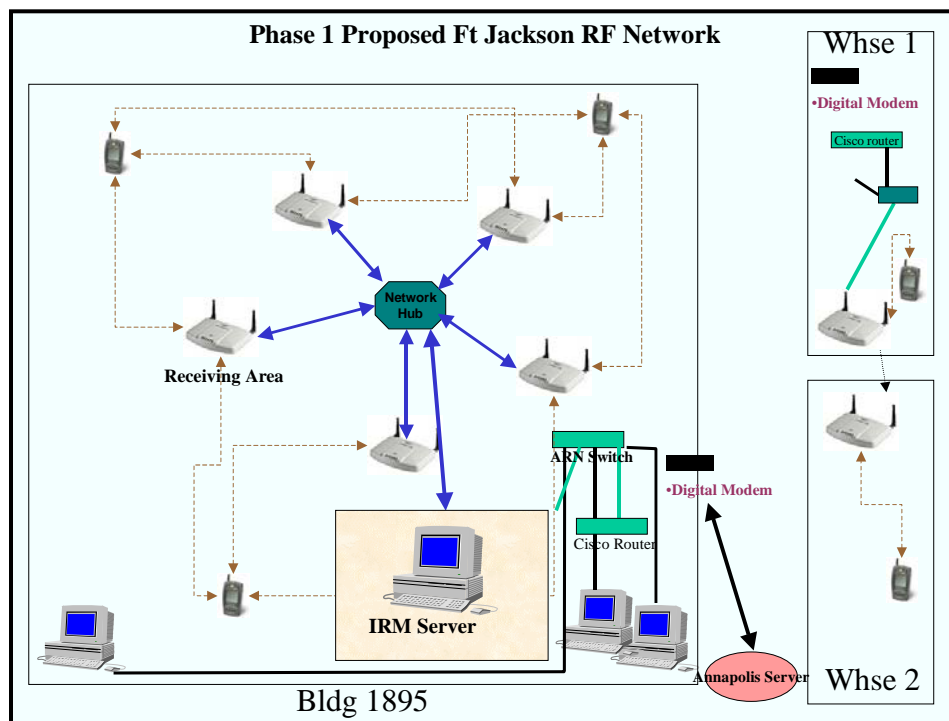 Phase 1 Proposed Ft Jackson RF Network
Whse 1
•Digital Modem
Cisco router
Network
Hub
Receiving Area
ARN Switch
•Digital Modem
Cisco Router
IRM Server
Annapolis Server
Whse 2
Bldg 1895